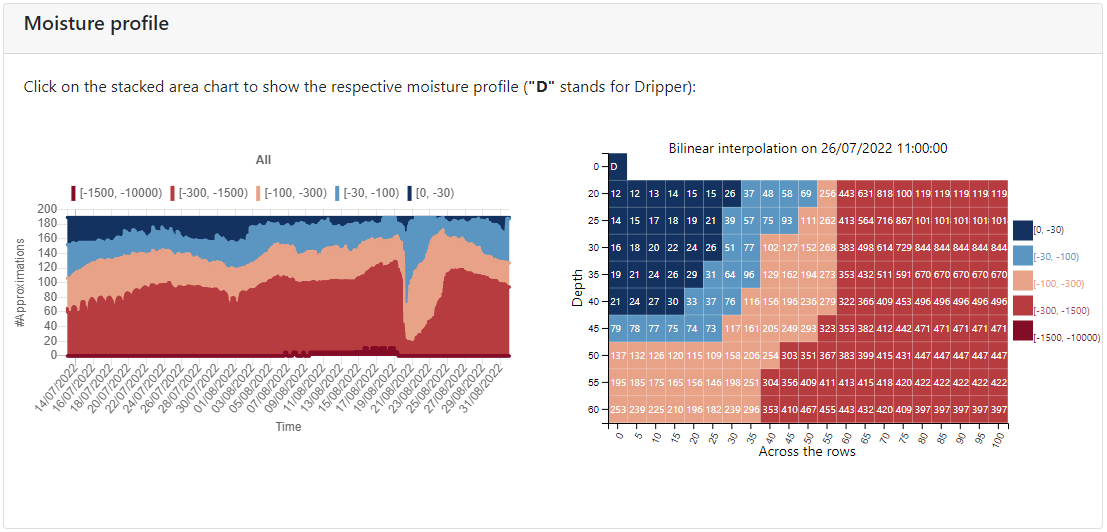 Moisture profile
Click on the stacked area chart to show the respective moisture profile ("D" stands for Dripper):
All
[-1500, -10000) [-300, -1500) [-100, -300) [-30, -100) [0, -30)
200
180
160
140
120
100
80
60
40
20
0
#Approximations
14/07/2022 16/07/2022 18/07/2022 20/07/2022 22/07/2022 24/07/2022 26/07/2022 28/07/2022 30/07/2022 01/08/2022 03/08/2022 05/08/2022 07/08/2022 09/08/2022 11/08/2022 13/08/2022 15/08/2022 17/08/2022 19/08/2022 21/08/2022 23/08/2022 25/08/2022 27/08/2022 29/08/2022 31/08/2022
Time
Bilinear interpolation on 26/07/2022 11:00:00
Depth
0 D
20 12 12 13 14 15 15 26 37 48 58 69 256 443 631 818 100 119 119 119 119 119
25 14 15 17 18 19 21 39 57 75 93 111 262 413 564 716 867 101 101 101 101 101
30 16 18 20 22 24 26 51 77 102 127 152 268 383 498 614 729 844 844 844 844 844
35 19 21 24 26 29 31 64 96 129 162 194 273 353 432 511 591 670 670 670 670 670
40 21 24 27 30 33 37 76 116 156 196 236 279 322 366 409 453 496 496 496 496 496
45 79 78 77 75 74 73 117 161 205 249 293 323 353 382 412 442 471 471 471 471 471
50 137 132 126 120 115 109 158 206 254 303 351 367 383 399 415 431 447 447 447 447 447
55 195 185 175 165 156 146 198 251 304 356 409 411 413 415 418 420 422 422 422 422 422
60 253 239 225 210 196 182 239 296 353 410 467 455 443 432 420 409 397 397 397 397 397
0 5 10 15 20 25 30 35 40 45 50 55 60 65 70 75 80 85 90 95 100
Across the rows
[0, -30)
[-30, -100)
[-100, -300)
[-300, -1500)
[-1500, -10000)